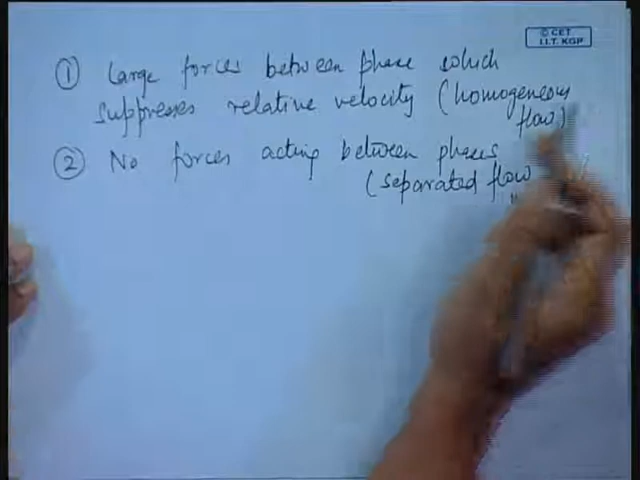 © CET
I.I.T. KGP
① Large forces between phase which
suppresses relative velocity (homogeneous
flow)
② No forces acting between phases
(separated flow